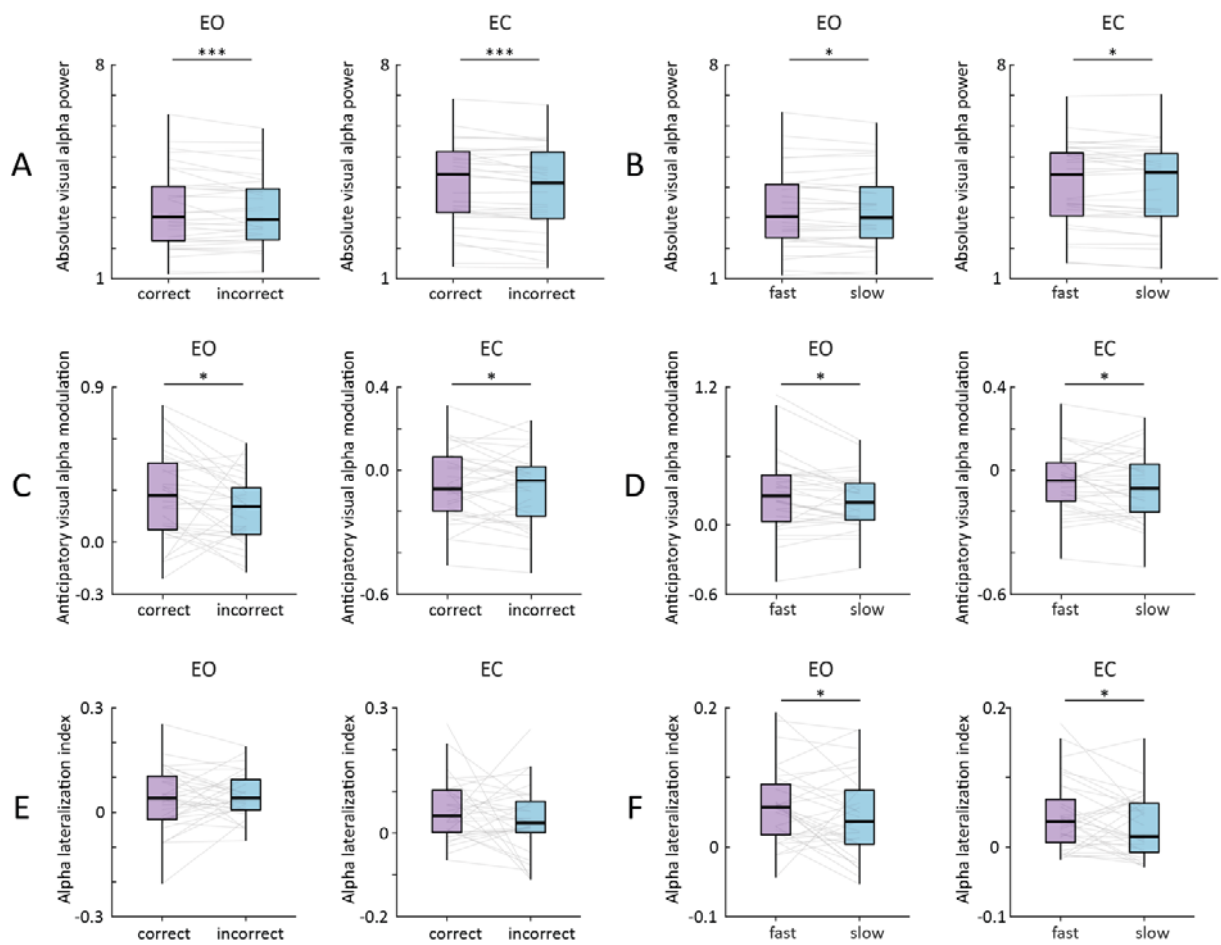 EO
EC
EO
EC
***
***
*
*
A
Absolute visual alpha power
8
1
correct
incorrect
Absolute visual alpha power
8
1
correct
incorrect
B
Absolute visual alpha power
8
1
fast
slow
Absolute visual alpha power
8
1
fast
slow
EO
EC
EO
EC
*
*
*
*
C
Anticipatory visual alpha modulation
0.9
0.0
-0.3
correct
incorrect
Anticipatory visual alpha modulation
0.4
0.0
-0.6
correct
incorrect
D
Anticipatory visual alpha modulation
1.2
0.0
-0.6
fast
slow
Anticipatory visual alpha modulation
0.4
0
-0.6
fast
slow
EO
EC
EO
EC
*
*
E
Alpha lateralization index
0.3
0
-0.3
correct
incorrect
Alpha lateralization index
0.3
0
-0.2
correct
incorrect
F
Alpha lateralization index
0.2
0
-0.1
fast
slow
Alpha lateralization index
0.2
0
-0.1
fast
slow